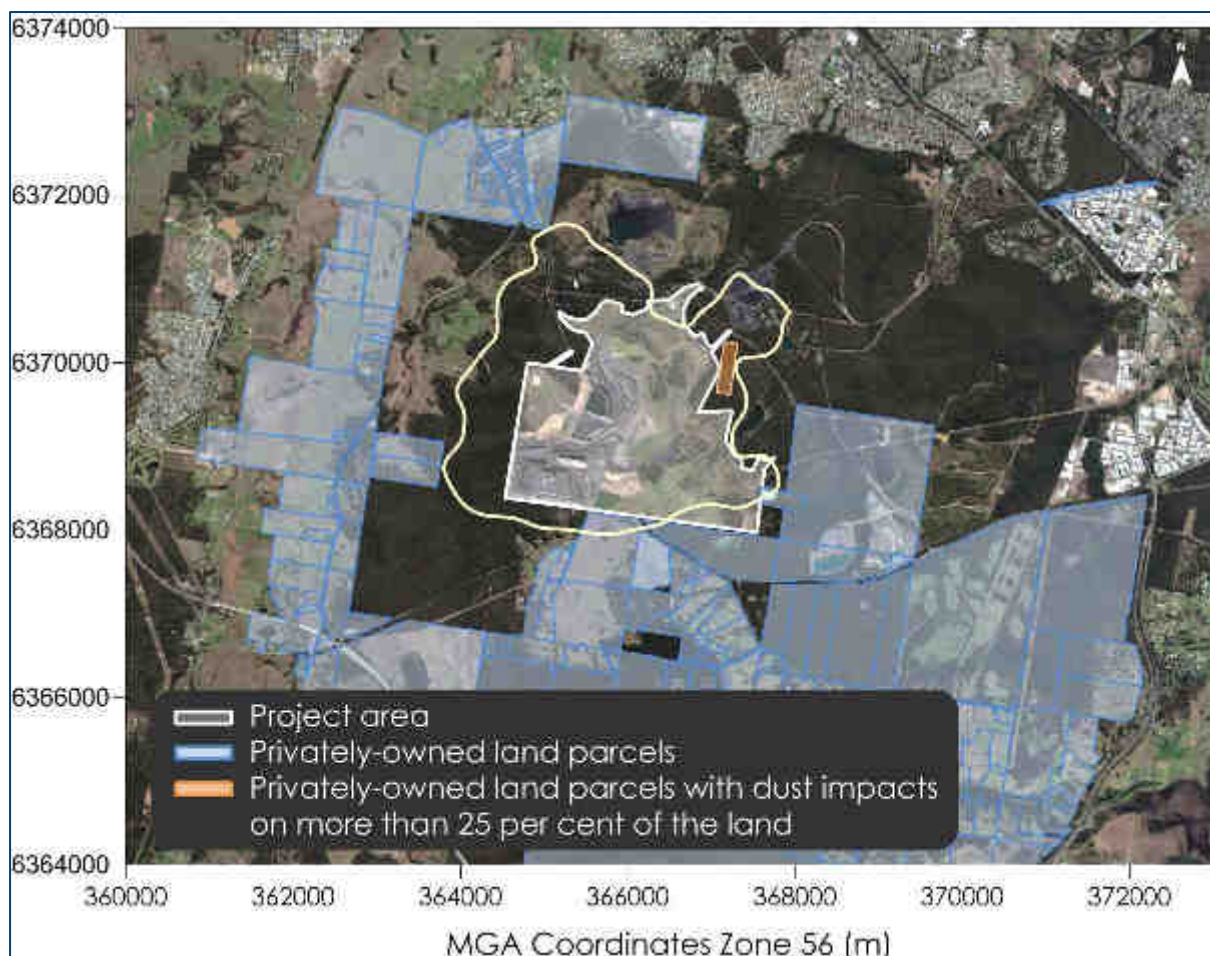 6374000
N
6372000
6370000
6368000
6366000
6364000
Project area
Privately-owned land parcels
Privately-owned land parcels with dust impacts
on more than 25 per cent of the land
360000 362000 364000 366000 368000 370000 372000
MGA Coordinates Zone 56 (m)